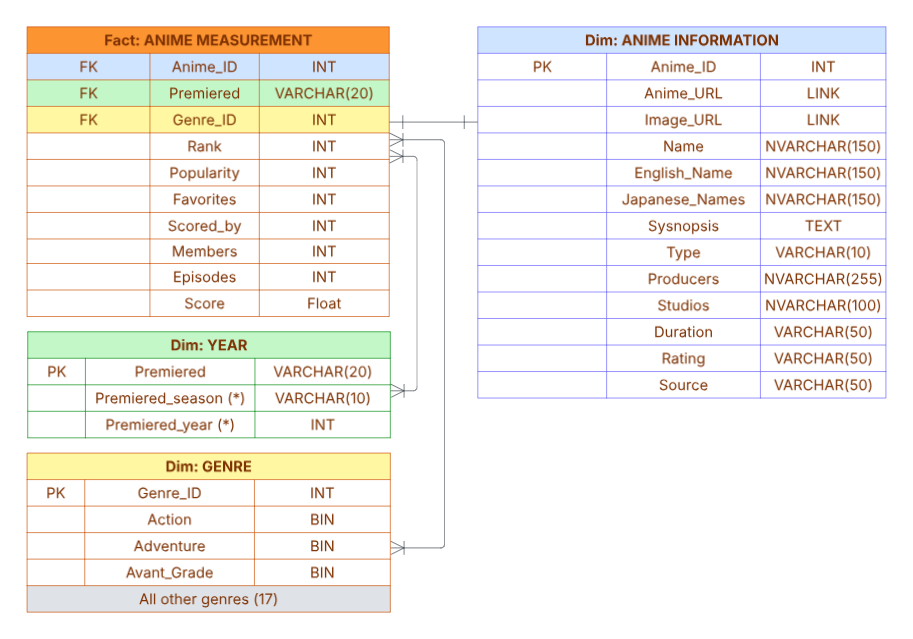 Fact: ANIME MEASUREMENT
FK Anime_ID INT
FK Premiered VARCHAR(20)
FK Genre_ID INT
Rank INT
Popularity INT
Favorites INT
Scored_by INT
Members INT
Episodes INT
Score Float
Dim: YEAR
PK Premiered VARCHAR(20)
Premiered_season (*) VARCHAR(10)
Premiered_year (*) INT
Dim: GENRE
PK Genre_ID INT
Action BIN
Adventure BIN
Avant_Grade BIN
All other genres (17)
Dim: ANIME INFORMATION
PK Anime_ID INT
Anime_URL LINK
Image_URL LINK
Name NVARCHAR(150)
English_Name NVARCHAR(150)
Japanese_Names NVARCHAR(150)
Sysnopsis TEXT
Type VARCHAR(10)
Producers NVARCHAR(255)
Studios NVARCHAR(100)
Duration VARCHAR(50)
Rating VARCHAR(50)
Source VARCHAR(50)